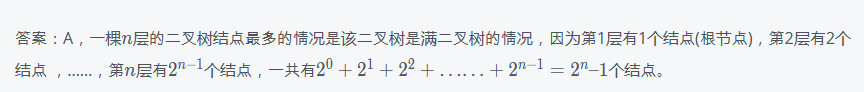 答案：A，一棵n层的二叉树结点最多的情况是该二叉树是满二叉树的情况，因为第1层有1个结点(根节点)，第2层有2个
结点 ，……，第n层有2^{n−1}个结点，一共有2^0 + 2^1 + 2^2 + …… + 2^{n−1} = 2^n–1个结点。